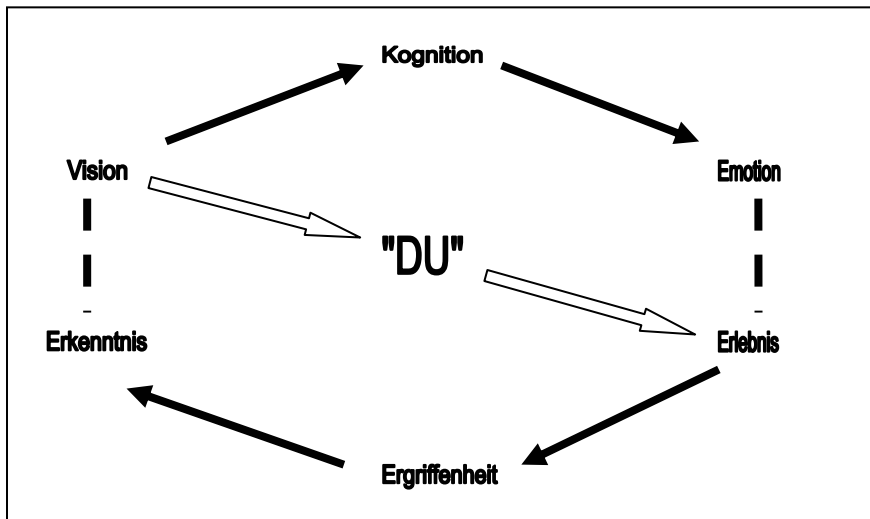 Kognition
Vision
Emotion
"DU"
Erkenntnis
Erlebnis
Ergriffenheit